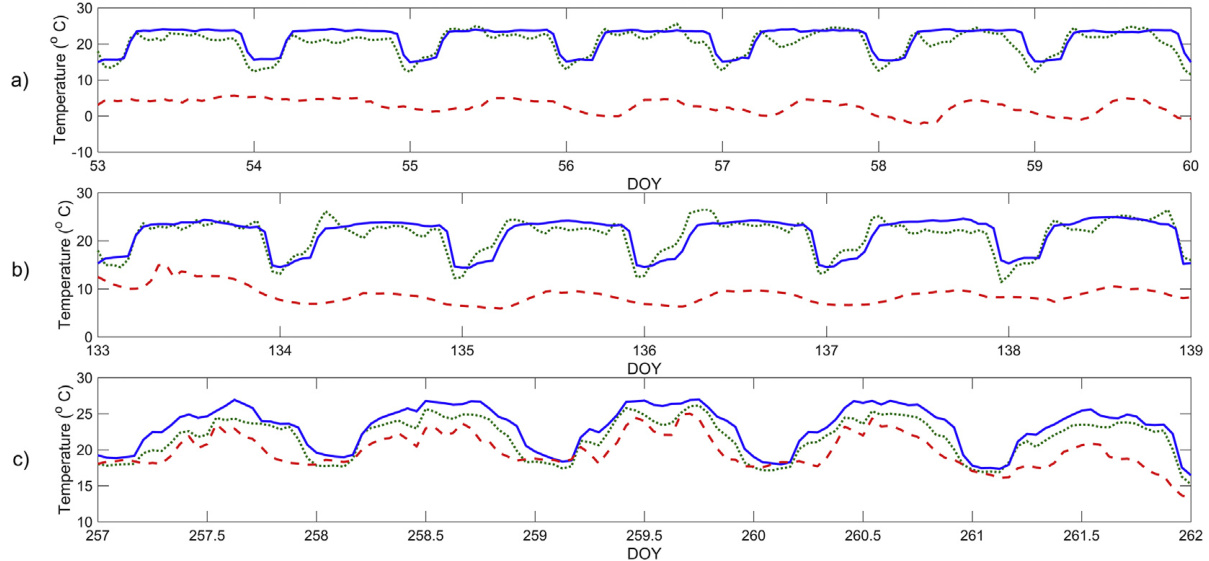 a)
Temperature (° C)
30
20
10
0
-10
53 54 55 56 57 58 59 60
DOY
b)
Temperature (° C)
30
20
10
0
133 134 135 136 137 138 139
DOY
c)
Temperature (° C)
30
25
20
15
10
257 257.5 258 258.5 259 259.5 260 260.5 261 261.5 262
DOY